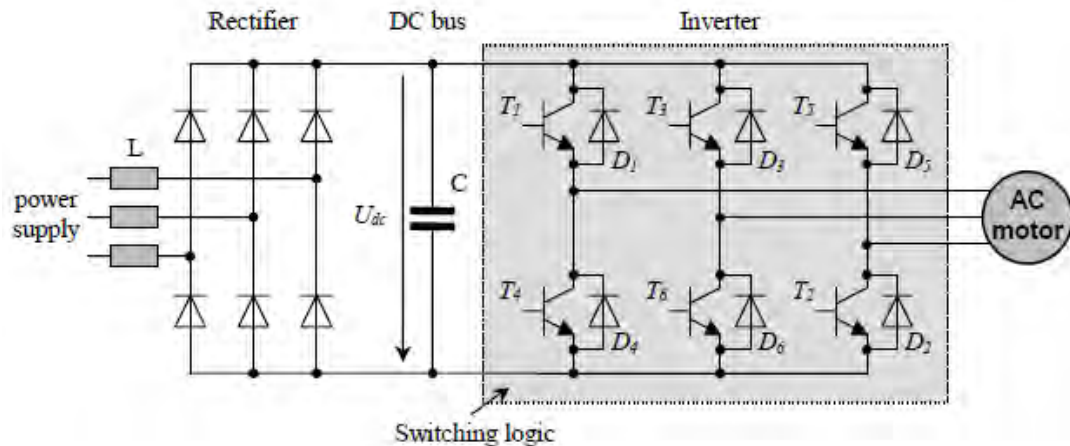 Rectifier
DC bus
Inverter
T1
T3
T5
D1
D3
D5
L
power
supply
Udc
C
AC
motor
T4
T6
T2
D4
D6
D2
Switching logic